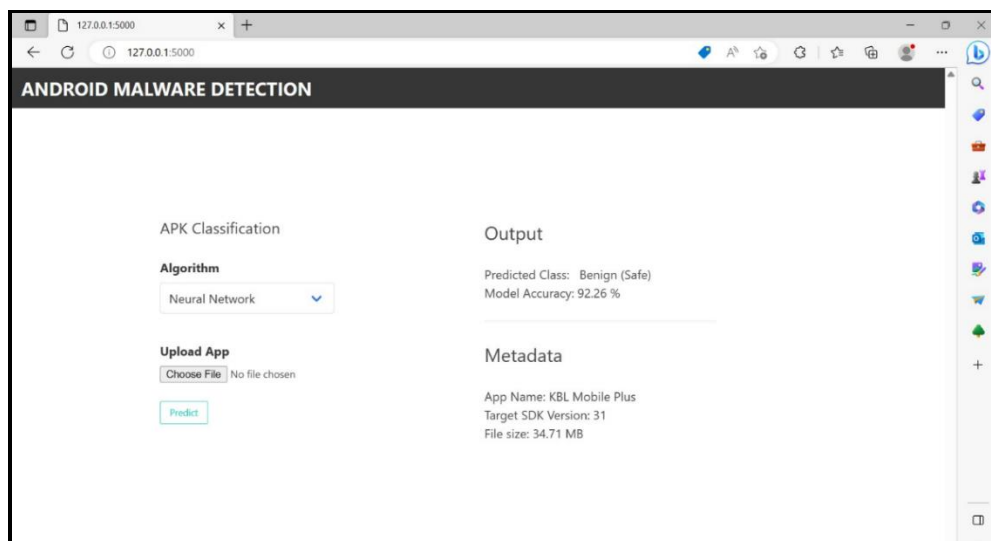 127.0.0.1:5000
127.0.0.1:5000
ANDROID MALWARE DETECTION
APK Classification
Algorithm
Neural Network
Upload App
Choose File No file chosen
Predict
Output
Predicted Class: Benign (Safe)
Model Accuracy: 92.26 %
Metadata
App Name: KBL Mobile Plus
Target SDK Version: 31
File size: 34.71 MB